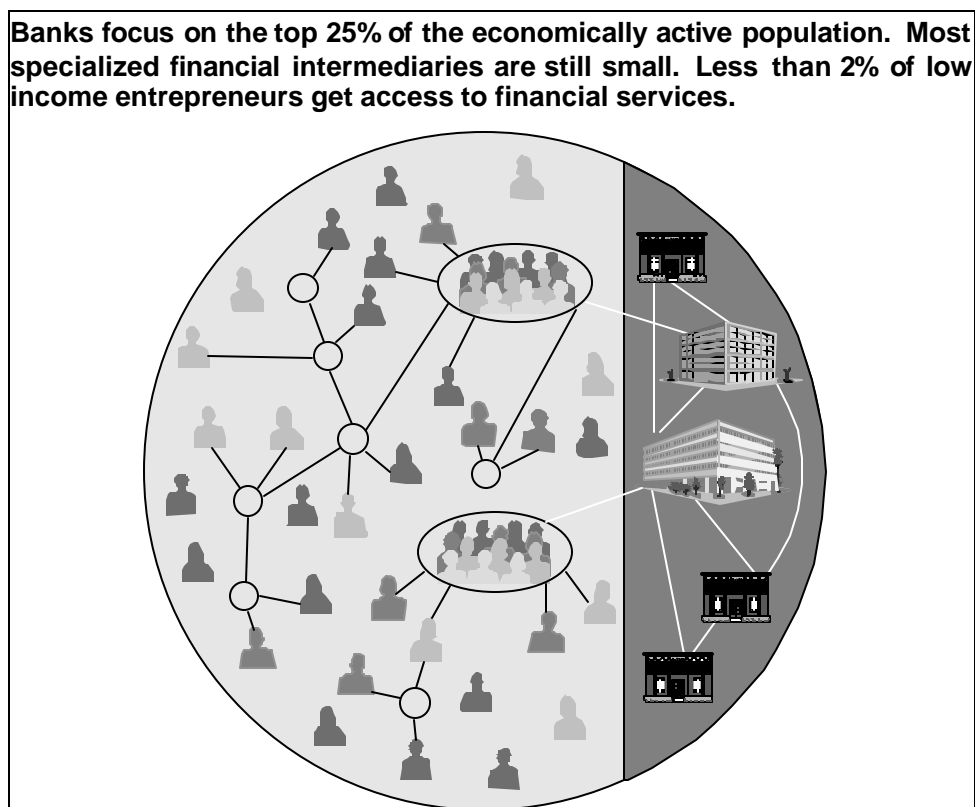 Banks focus on the top 25% of the economically active population. Most
specialized financial intermediaries are still small. Less than 2% of low
income entrepreneurs get access to financial services.